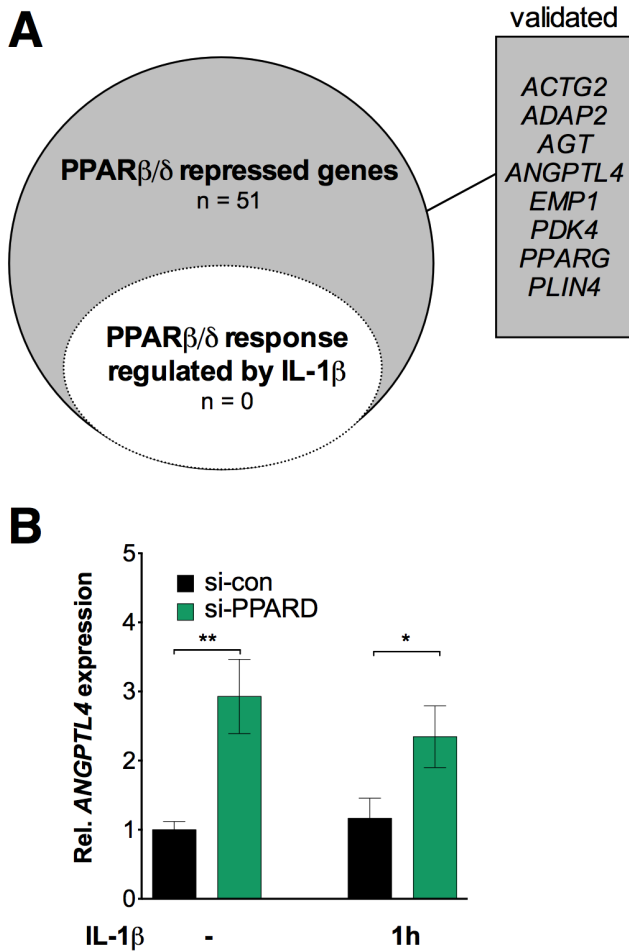 A
validated
PPARβ/δ repressed genes
n = 51
PPARβ/δ response
regulated by IL-1β
n = 0
ACTG2
ADAP2
AGT
ANGPTL4
EMP1
PDK4
PPARG
PLIN4
B
Rel. ANGPTL4 expression
5
4
3
2
1
0
si-con
si-PPARD
**
*
IL-1β - 1h